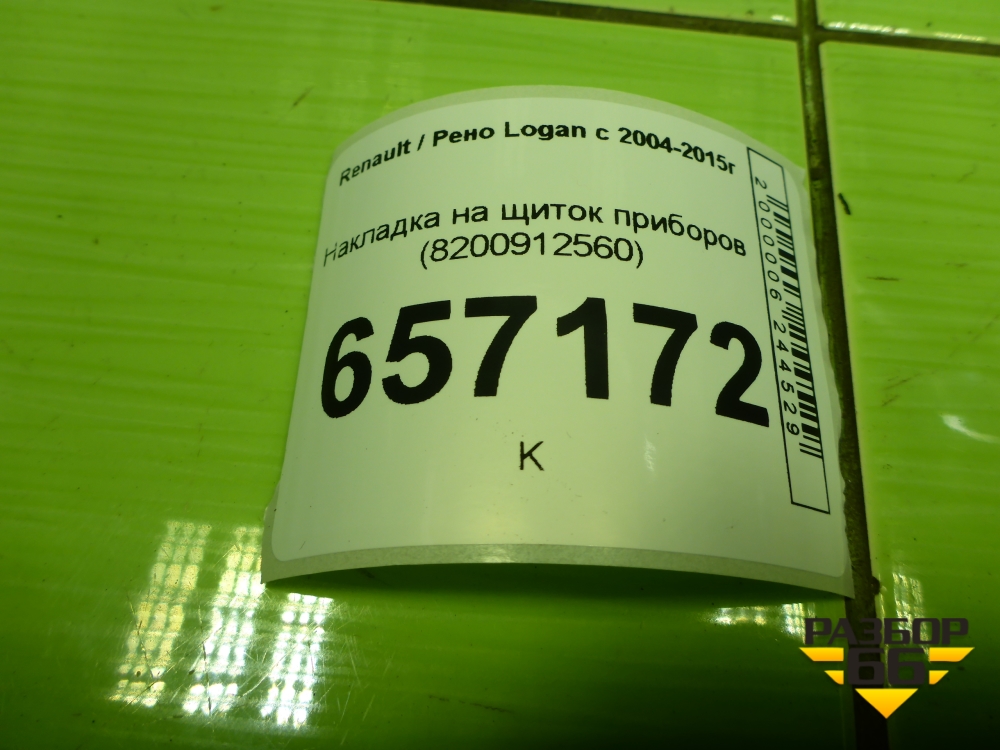 Renault / Рено Logan с 2004-2015г
Накладка на щиток приборов
(8200912560)
657172
К
2000006244529
РАЗБОР
66